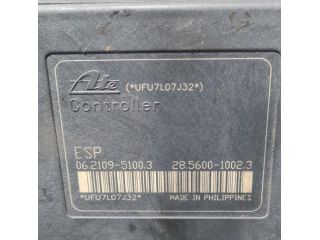 Ate (*UFU7L07J32*)
Controller
ESP
06.2109-5100.3 28.5600-1002.3
*UFU7L07J32* MADE IN PHILIPPINES